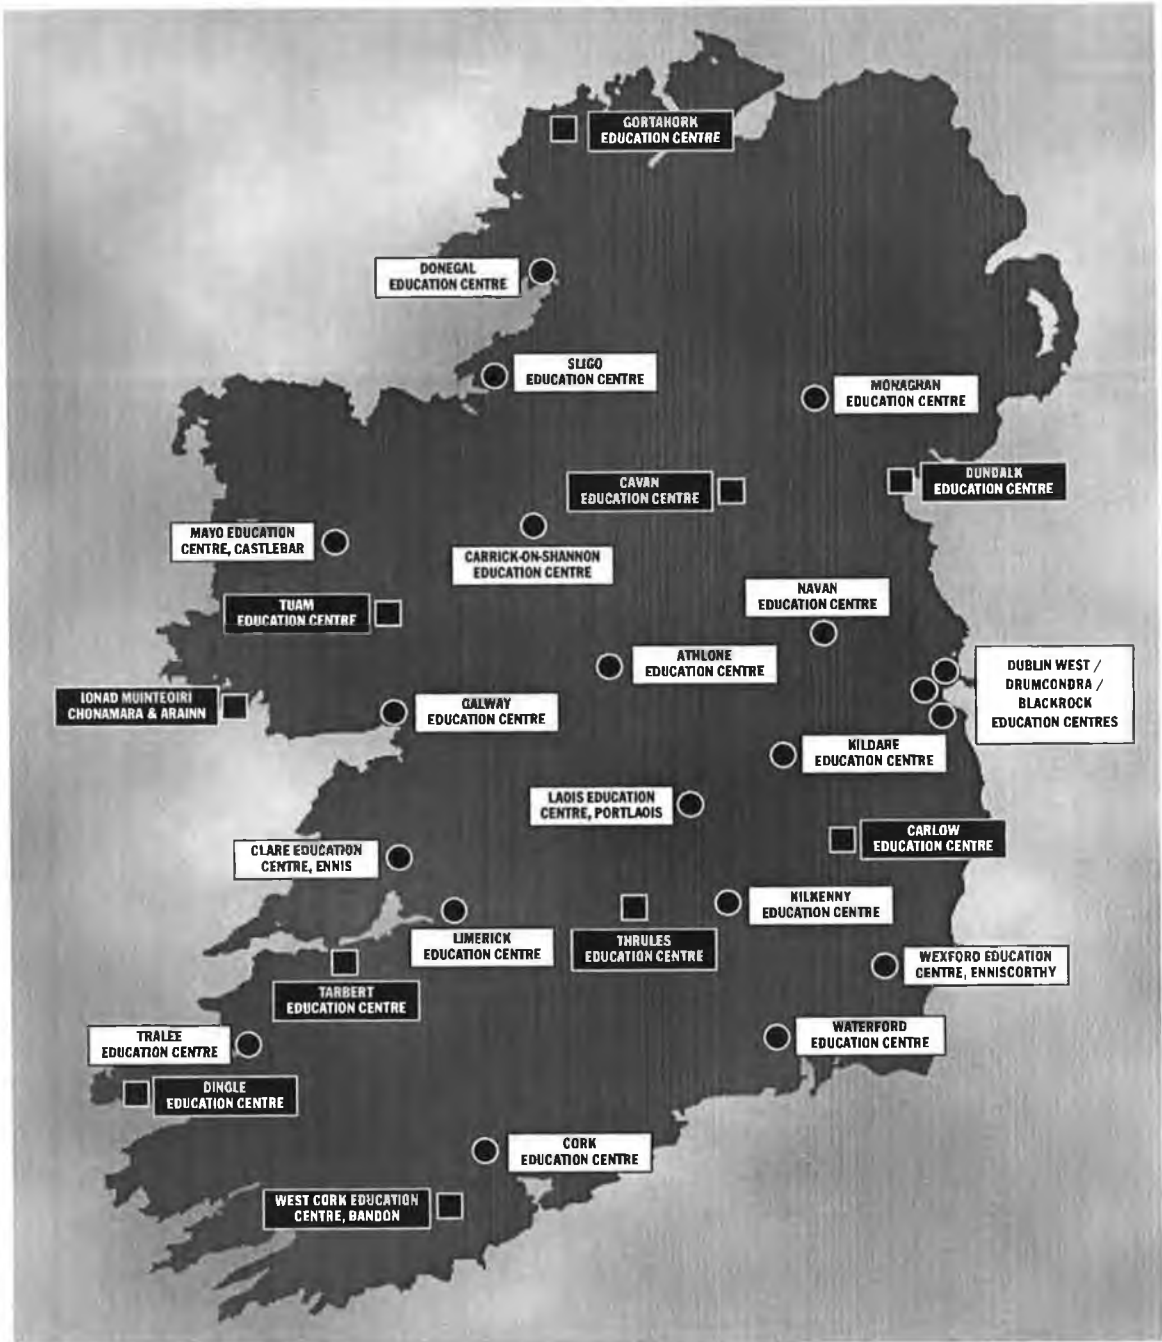 GORTAHORK
EDUCATION CENTRE
DONEGAL
EDUCATION CENTRE
SLIGO
EDUCATION CENTRE
MONAGHAN
EDUCATION CENTRE
CAVAN
EDUCATION CENTRE
DUNDALK
EDUCATION CENTRE
MAYO EDUCATION
CENTRE, CASTLEBAR
CARRICK-ON-SHANNON
EDUCATION CENTRE
NAVAN
EDUCATION CENTRE
TUAM
EDUCATION CENTRE
ATHLONE
EDUCATION CENTRE
DUBLIN WEST /
DRUMCONDRA /
BLACKROCK
EDUCATION CENTRES
IONAD MUINTEOIRI
CHONAMARA & ARAINN
GALWAY
EDUCATION CENTRE
KILDARE
EDUCATION CENTRE
LAOIS EDUCATION
CENTRE, PORTLAOIS
CARLOW
EDUCATION CENTRE
CLARE EDUCATION
CENTRE, ENNIS
KILKENNY
EDUCATION CENTRE
LIMERICK
EDUCATION CENTRE
THRULES
EDUCATION CENTRE
WEXFORD EDUCATION
CENTRE, ENNISCORTHY
TARBERT
EDUCATION CENTRE
TRALEE
EDUCATION CENTRE
WATERFORD
EDUCATION CENTRE
DINGLE
EDUCATION CENTRE
CORK
EDUCATION CENTRE
WEST CORK EDUCATION
CENTRE, BANDON